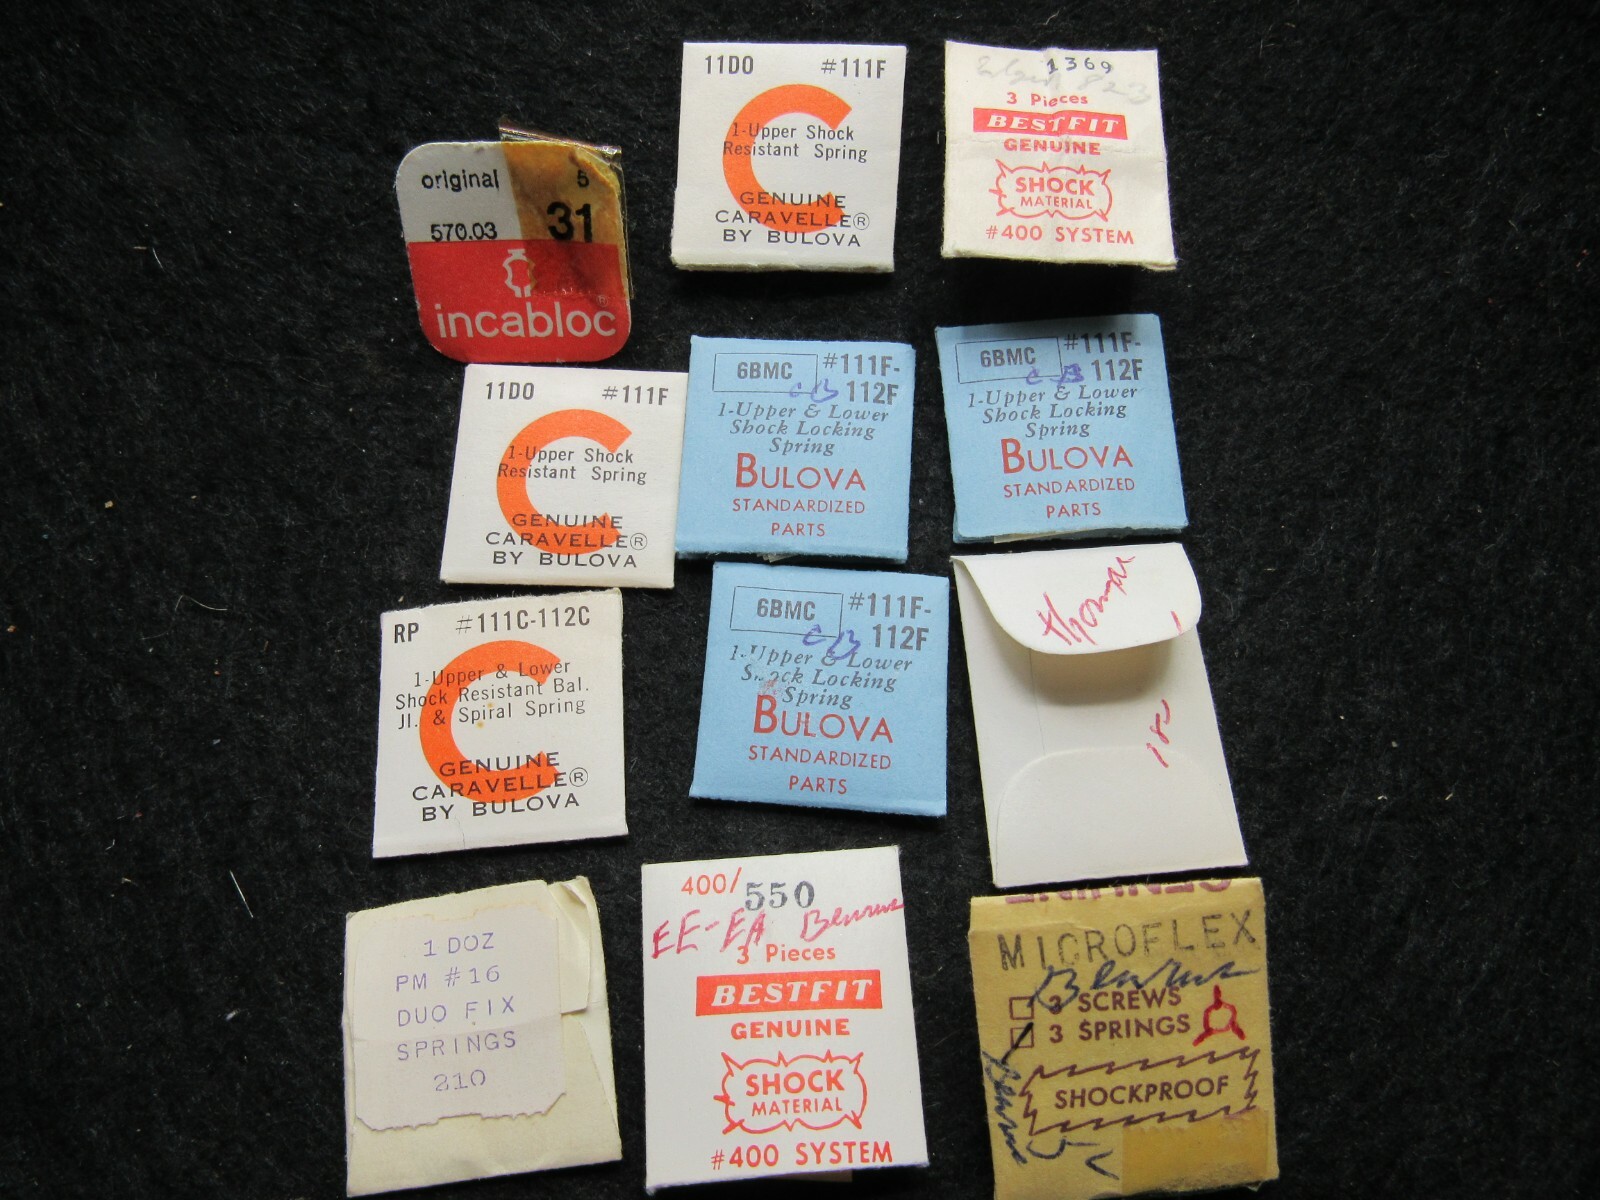 11DO #111F
1-Upper Shock
Resistant Spring
GENUINE
CARAVELLE®
BY BULOVA
1369
823
3 Pieces
BESTFIT
GENUINE
SHOCK
MATERIAL
#400 SYSTEM
original 5
570.03 31
incabloc®
11DO #111F
1-Upper Shock
Resistant Spring
GENUINE
CARAVELLE®
BY BULOVA
6BMC #111F-
CB 112F
1-Upper & Lower
Shock Locking
Spring
BULOVA
STANDARDIZED
PARTS
6BMC #111F-
CB 112F
1-Upper & Lower
Shock Locking
Spring
BULOVA
STANDARDIZED
PARTS
RP #111C-112C
1-Upper & Lower
Shock Resistant Bal.
Jl. & Spiral Spring
GENUINE
CARAVELLE®
BY BULOVA
6BMC #111F-
CB 112F
1-Upper & Lower
Shock Locking
Spring
BULOVA
STANDARDIZED
PARTS
1 DOZ
PM #16
DUO FIX
SPRINGS
210
400/550
EE-EA Benrus
3 Pieces
BESTFIT
GENUINE
SHOCK
MATERIAL
#400 SYSTEM
GENUINE
MICROFLEX
Benrus
3 SCREWS
3 SPRINGS
SHOCKPROOF
Benrus